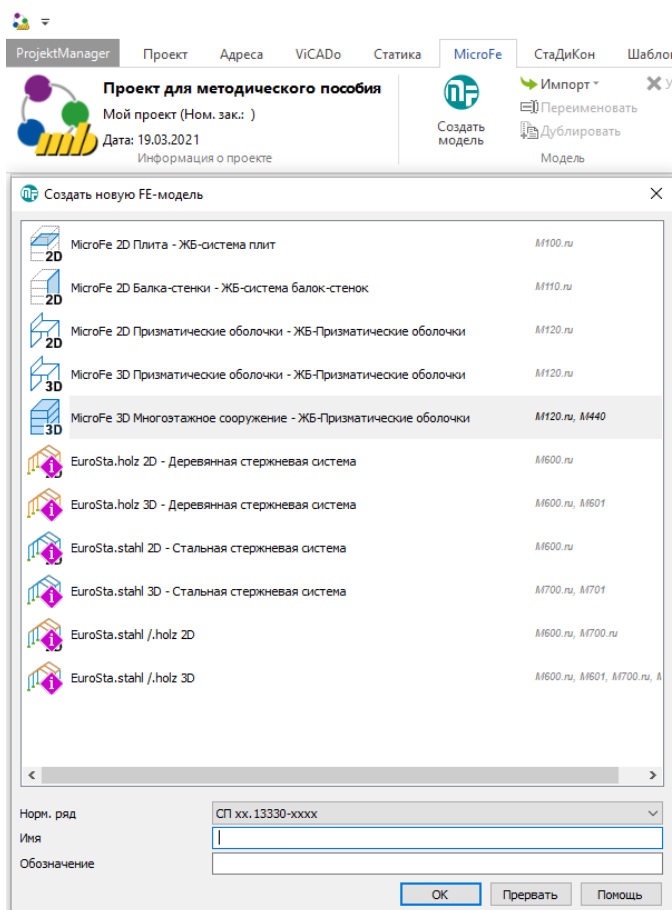 ProjektManager Проект Адреса ViCADo Статика MicroFe СтаДиКон Шаблон
Проект для методического пособия
Мой проект (Ном. зак.: )
Дата: 19.03.2021
Информация о проекте
mb
Создать
модель
Импорт
Переименовать
Дублировать
Модель
Создать новую FE-модель
2D MicroFe 2D Плита - ЖБ-система плит M100.ru
2D MicroFe 2D Балка-стенки - ЖБ-система балок-стенок M110.ru
2D MicroFe 2D Призматические оболочки - ЖБ-Призматические оболочки M120.ru
3D MicroFe 3D Призматические оболочки - ЖБ-Призматические оболочки M120.ru
3D MicroFe 3D Многоэтажное сооружение - ЖБ-Призматические оболочки M120.ru, M440
EuroSta.holz 2D - Деревянная стержневая система M600.ru
EuroSta.holz 3D - Деревянная стержневая система M600.ru, M601
EuroSta.stahl 2D - Стальная стержневая система M600.ru
EuroSta.stahl 3D - Стальная стержневая система M700.ru, M701
EuroSta.stahl /.holz 2D M600.ru, M700.ru
EuroSta.stahl /.holz 3D M600.ru, M601, M700.ru,
Норм. ряд СП xx.13330-xxxx
Имя
Обозначение
OK Прервать Помощь